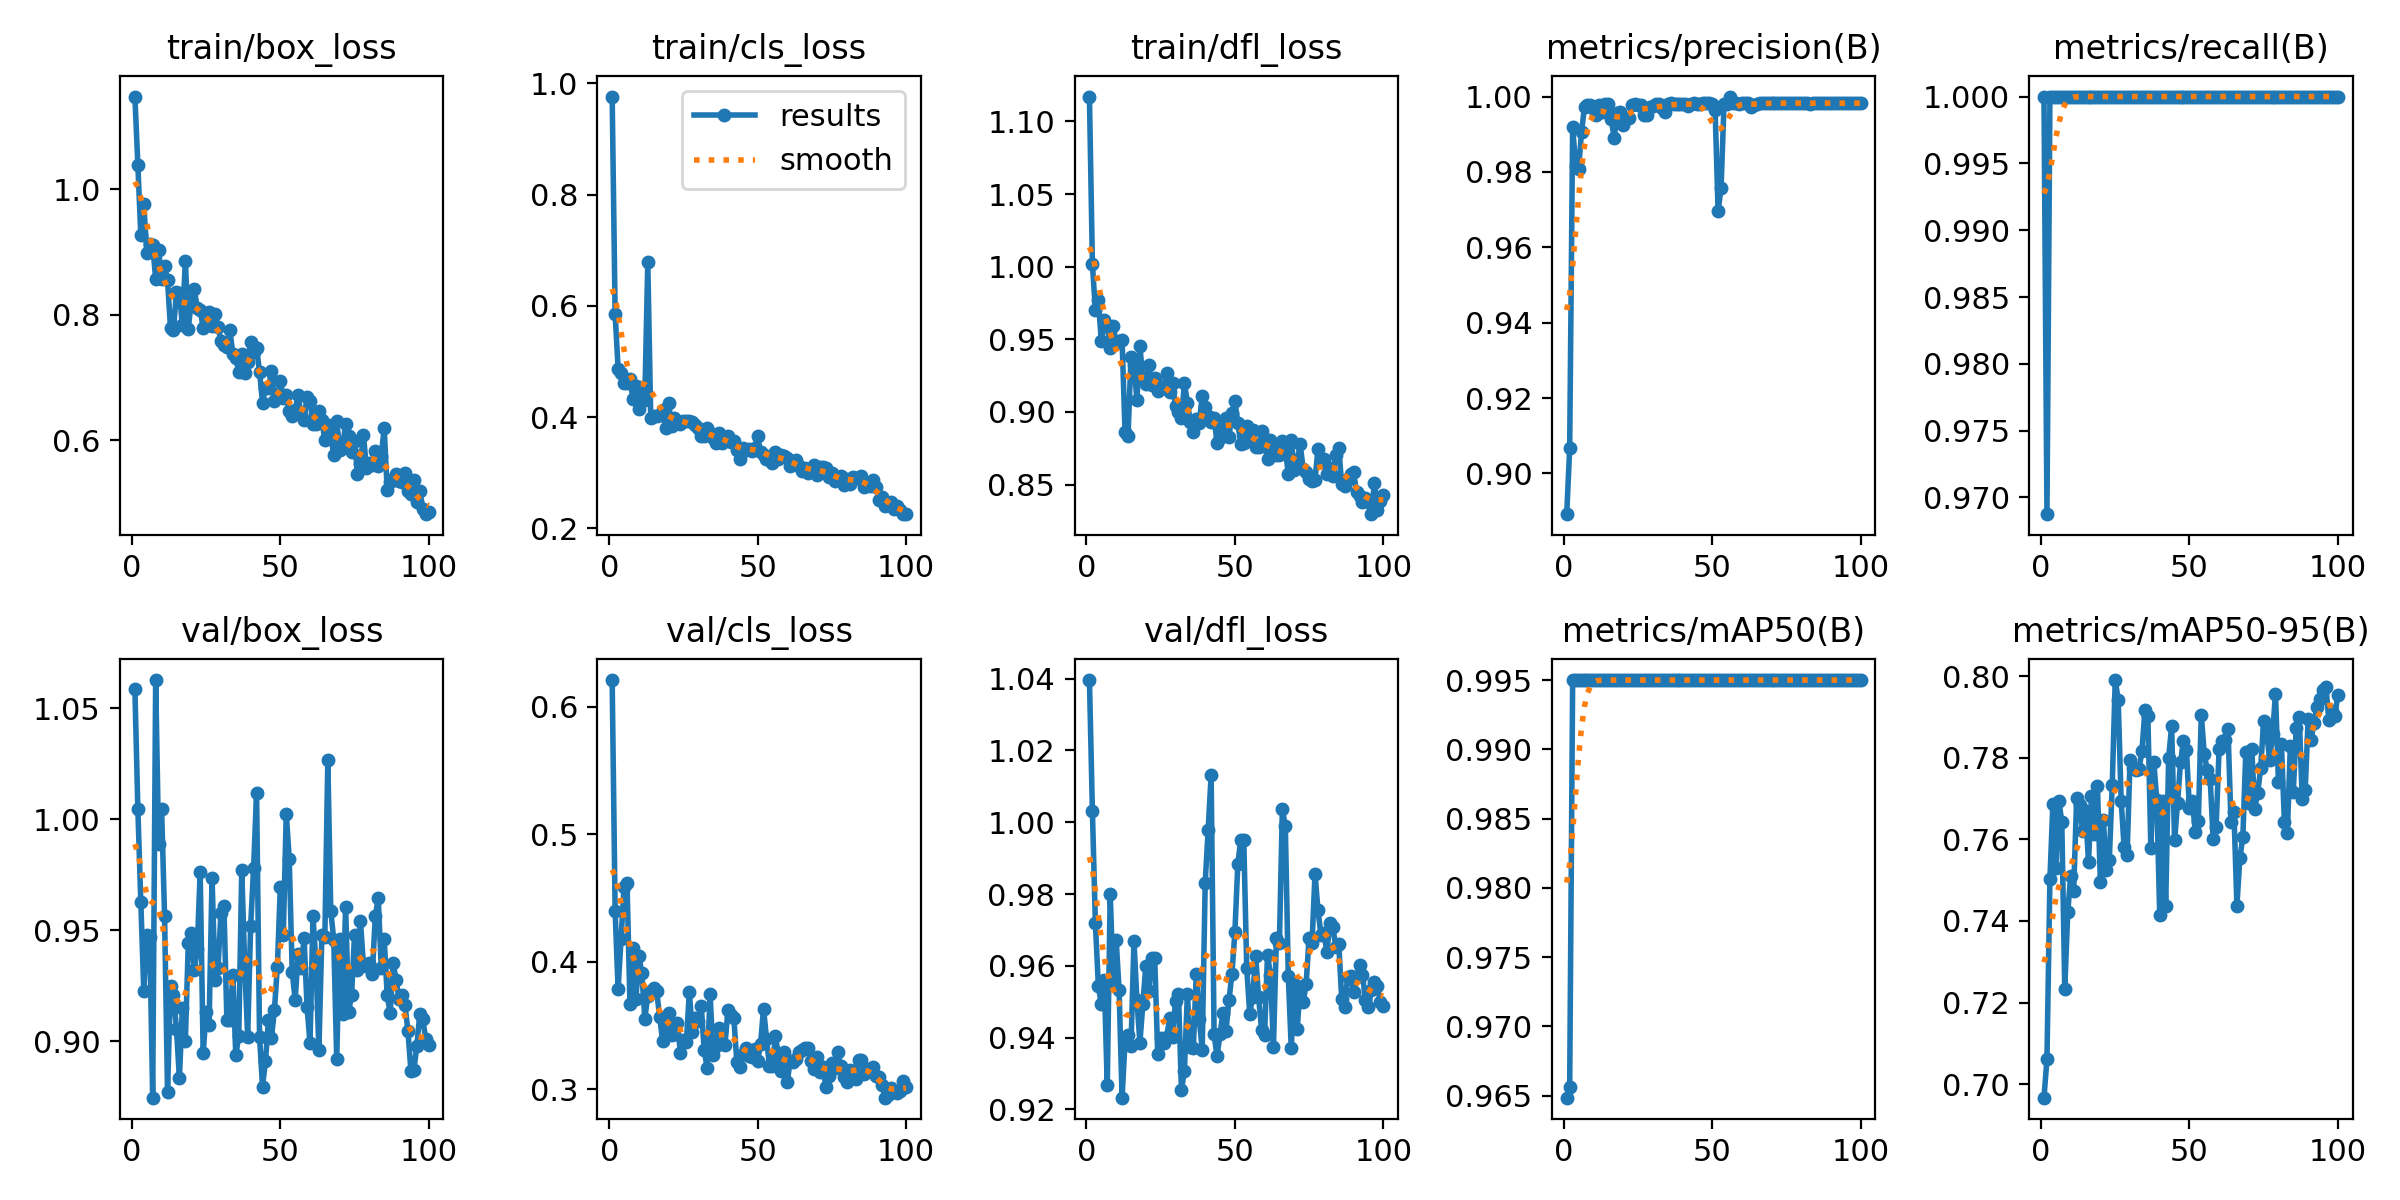 train/box_loss
1.0
0.8
0.6
0 50 100
train/cls_loss
results
smooth
1.0
0.8
0.6
0.4
0.2
0 50 100
train/dfl_loss
1.10
1.05
1.00
0.95
0.90
0.85
0 50 100
metrics/precision(B)
1.00
0.98
0.96
0.94
0.92
0.90
0 50 100
metrics/recall(B)
1.000
0.995
0.990
0.985
0.980
0.975
0.970
0 50 100
val/box_loss
1.05
1.00
0.95
0.90
0 50 100
val/cls_loss
0.6
0.5
0.4
0.3
0 50 100
val/dfl_loss
1.04
1.02
1.00
0.98
0.96
0.94
0.92
0 50 100
metrics/mAP50(B)
0.995
0.990
0.985
0.980
0.975
0.970
0.965
0 50 100
metrics/mAP50-95(B)
0.80
0.78
0.76
0.74
0.72
0.70
0 50 100